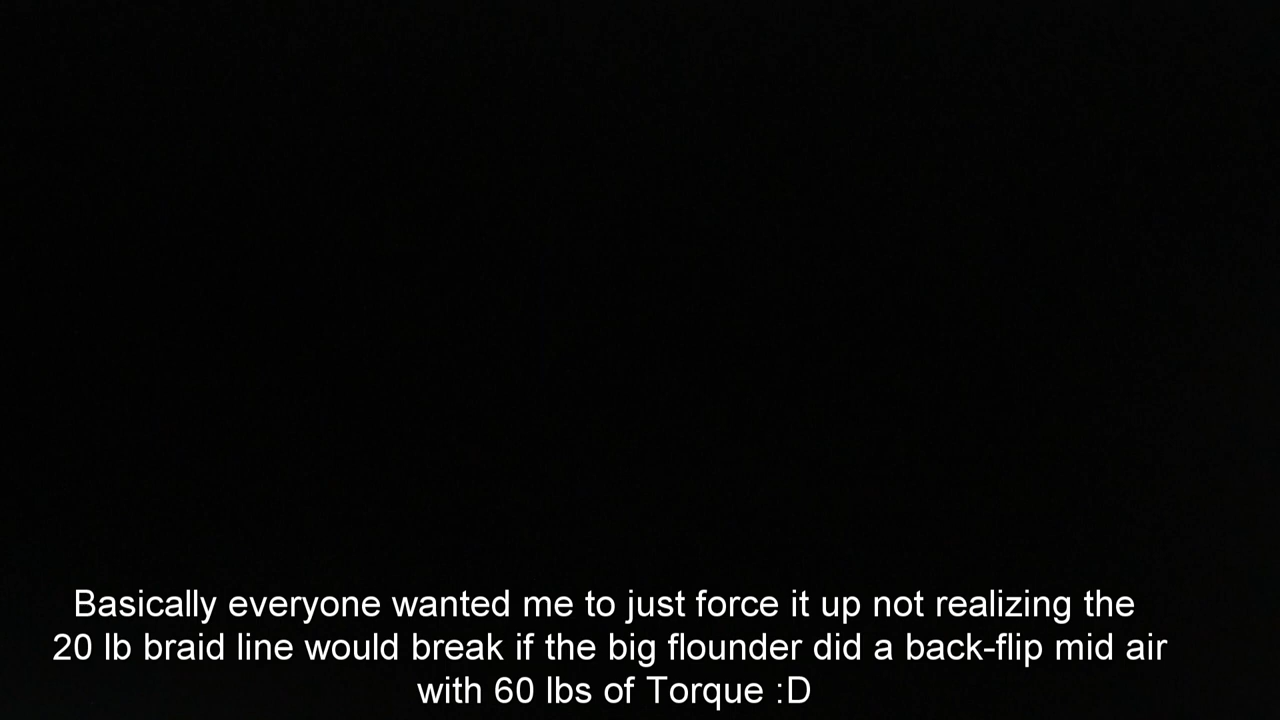 Basically everyone wanted me to just force it up not realizing the
20 lb braid line would break if the big flounder did a back-flip mid air
with 60 lbs of Torque :D